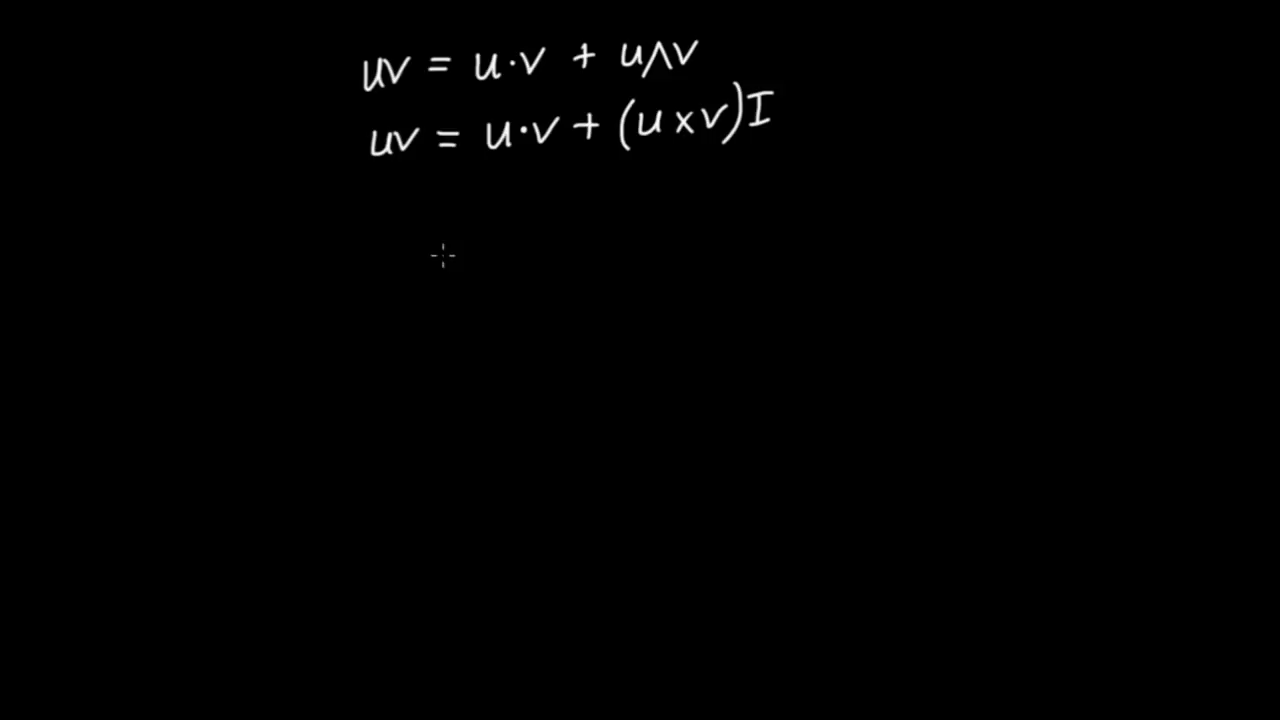 uv = u·v + u∧v
uv = u·v + (u×v)I